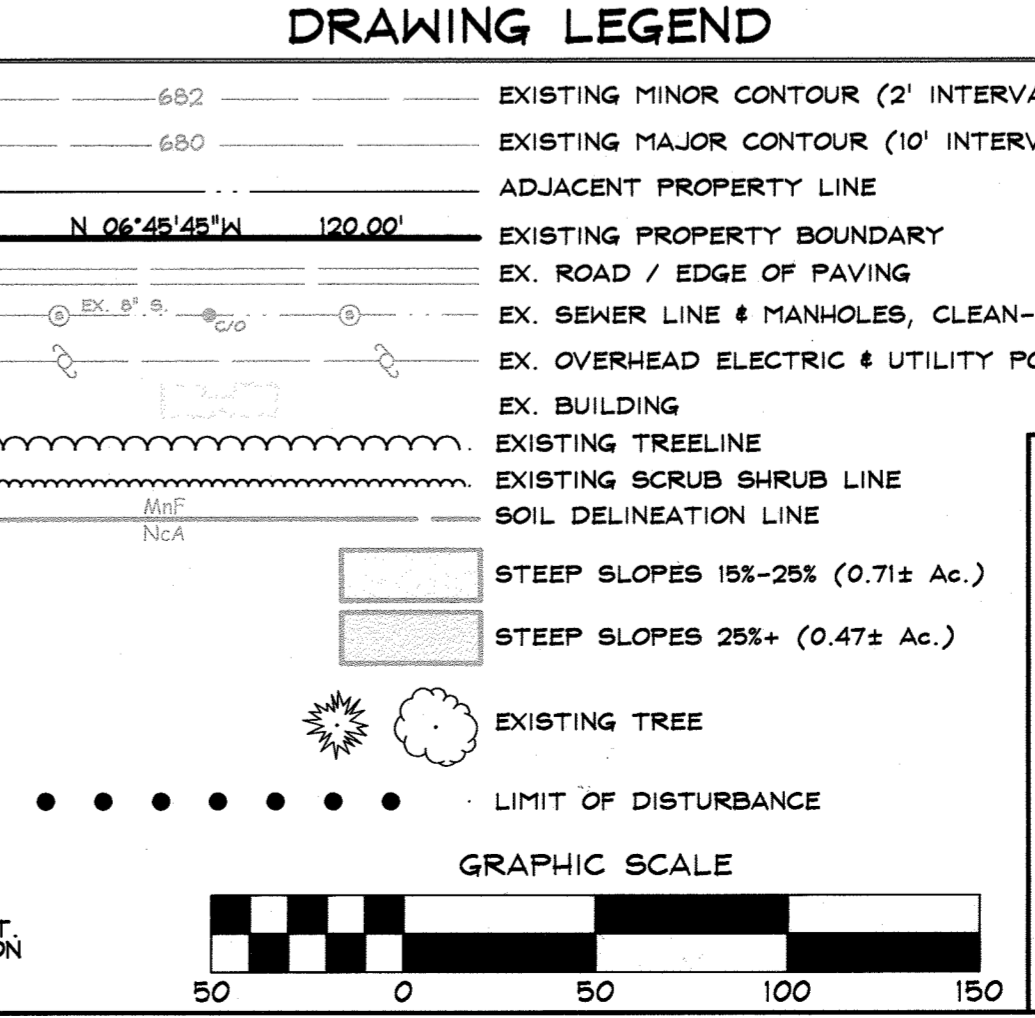 DRAWING LEGEND
682 EXISTING MINOR CONTOUR (2' INTERVA
680 EXISTING MAJOR CONTOUR (10' INTERV
ADJACENT PROPERTY LINE
N 06°45'45"W 120.00' EXISTING PROPERTY BOUNDARY
EX. ROAD / EDGE OF PAVING
S EX. 8" S. C/O S EX. SEWER LINE & MANHOLES, CLEAN-
EX. OVERHEAD ELECTRIC & UTILITY PO
EX. BUILDING
EXISTING TREELINE
EXISTING SCRUB SHRUB LINE
MnF
NcA
SOIL DELINEATION LINE
STEEP SLOPES 15%-25% (0.71± Ac.)
STEEP SLOPES 25%+ (0.47± Ac.)
EXISTING TREE
LIMIT OF DISTURBANCE
GRAPHIC SCALE
T.
ON
50 0 50 100 150